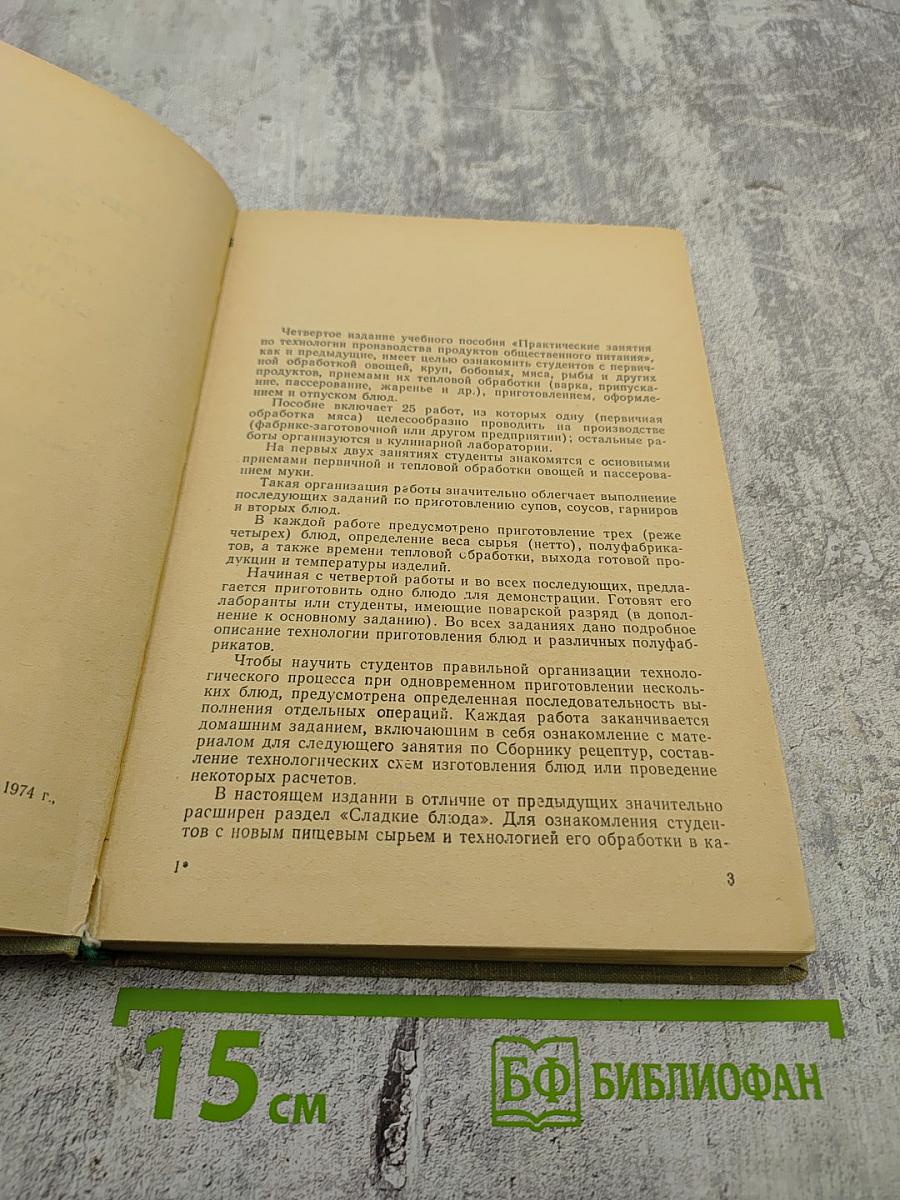 1974 г.,
Четвертое издание учебного пособия «Практические занятия
по технологии производства продуктов общественного питания»,
как и предыдущие, имеет целью ознакомить студентов с первич-
ной обработкой овощей, круп, бобовых, мяса, рыбы и других
продуктов, приемами их тепловой обработки (варка, припуска-
ние, пассерование, жаренье и др.), приготовлением, оформле-
нием и отпуском блюд.
Пособие включает 25 работ, из которых одну (первичная
обработка мяса) целесообразно проводить на производстве
(фабрике-заготовочной или другом предприятии); остальные ра-
боты организуются в кулинарной лаборатории.
На первых двух занятиях студенты знакомятся с основными
приемами первичной и тепловой обработки овощей и пассерова-
нием муки.
Такая организация работы значительно облегчает выполнение
последующих заданий по приготовлению супов, соусов, гарниров
и вторых блюд.
В каждой работе предусмотрено приготовление трех (реже
четырех) блюд, определение веса сырья (нетто), полуфабрика-
тов, а также времени тепловой обработки, выхода готовой про-
дукции и температуры изделий.
Начиная с четвертой работы и во всех последующих, предла-
гается приготовить одно блюдо для демонстрации. Готовят его
лаборанты или студенты, имеющие поварской разряд (в допол-
нение к основному заданию). Во всех заданиях дано подробное
описание технологии приготовления блюд и различных полуфаб-
рикатов.
Чтобы научить студентов правильной организации техноло-
гического процесса при одновременном приготовлении несколь-
ких блюд, предусмотрена определенная последовательность вы-
полнения отдельных операций. Каждая работа заканчивается
домашним заданием, включающим в себя ознакомление с мате-
риалом для следующего занятия по Сборнику рецептур, состав-
ление технологических схем изготовления блюд или проведение
некоторых расчетов.
В настоящем издании в отличие от предыдущих значительно
расширен раздел «Сладкие блюда». Для ознакомления студен-
тов с новым пищевым сырьем и технологией его обработки в ка-
1*
3
15 см
БФ БИБЛИОФАН